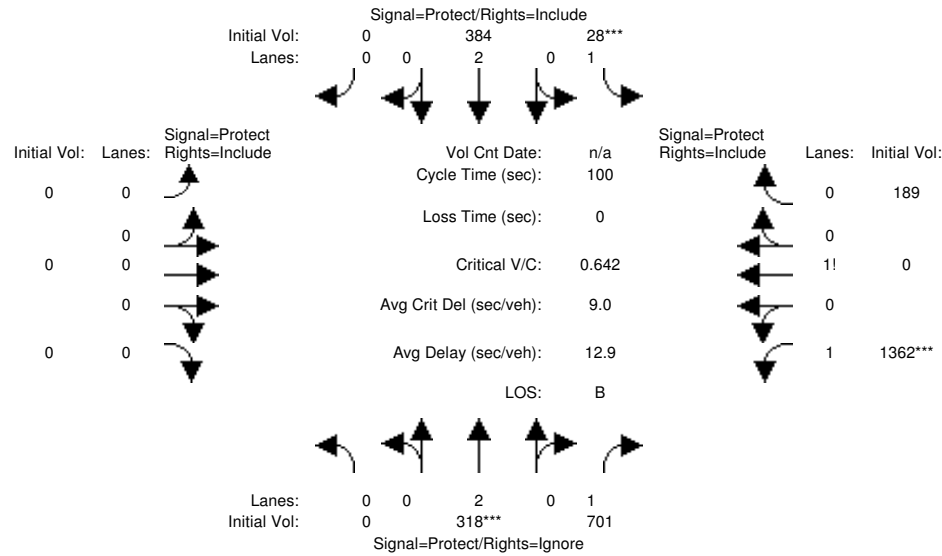 Signal=Protect/Rights=Include
Initial Vol: 0 384 28***
Lanes: 0 0 2 0 1
Signal=Protect Signal=Protect
Initial Vol: Lanes: Rights=Include Vol Cnt Date: n/a Rights=Include Lanes: Initial Vol:
Cycle Time (sec): 100
0 0 0 189
Loss Time (sec): 0
0 0
0 0 Critical V/C: 0.642 1! 0
0 Avg Crit Del (sec/veh): 9.0 0
0 0 Avg Delay (sec/veh): 12.9 1 1362***
LOS: B
Lanes: 0 0 2 0 1
Initial Vol: 0 318*** 701
Signal=Protect/Rights=Ignore